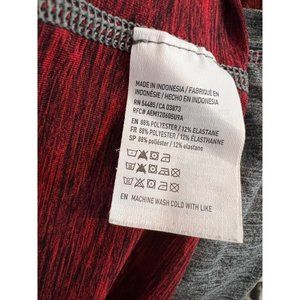 MADE IN INDONESIA / FABRIQUÉ EN
INDONÉSIE / HECHO EN INDONESIA
RN 54485/CA 03873
EN 88% POLYESTER / 12% ELASTANE
FR 88% POLYESTER / 12% ÉLASTHANNE
SP 88% poliéster / 12% elastano
EN MACHINE WASH COLD WITH LIKE